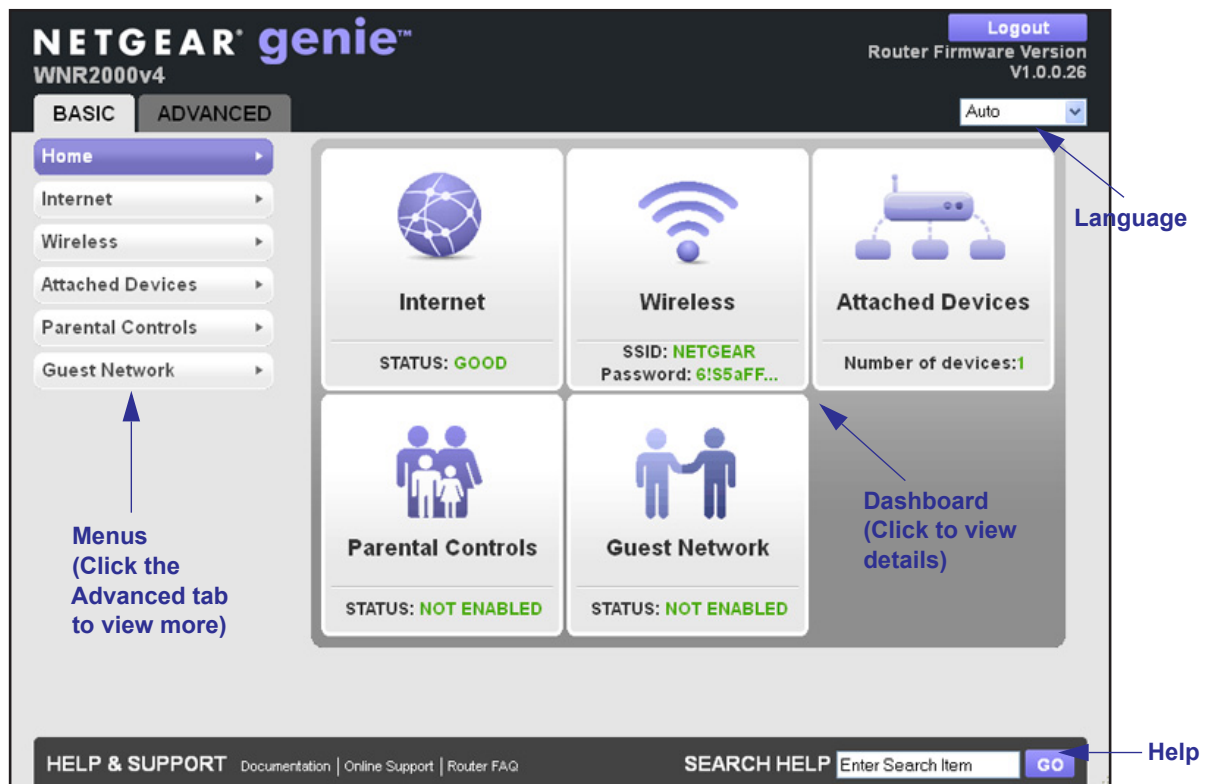 NETGEAR® genie™
WNR2000v4
Logout
Router Firmware Version
V1.0.0.26
BASIC
ADVANCED
Auto
Language
Home
Internet
Wireless
Attached Devices
Parental Controls
Guest Network
Menus
(Click the
Advanced tab
to view more)
Internet
STATUS: GOOD
Wireless
SSID: NETGEAR
Password: 6!S5aFF...
Attached Devices
Number of devices:1
Parental Controls
STATUS: NOT ENABLED
Guest Network
STATUS: NOT ENABLED
Dashboard
(Click to view
details)
HELP & SUPPORT Documentation | Online Support | Router FAQ
SEARCH HELP Enter Search Item GO
Help